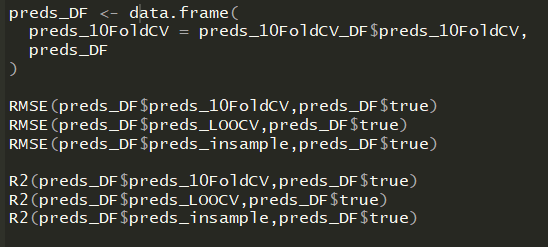 preds_DF <- data.frame(
  preds_10FoldCV = preds_10FoldCV_DF$preds_10FoldCV,
  preds_DF
)
RMSE(preds_DF$preds_10FoldCV,preds_DF$true)
RMSE(preds_DF$preds_LOOCV,preds_DF$true)
RMSE(preds_DF$preds_insample,preds_DF$true)
R2(preds_DF$preds_10FoldCV,preds_DF$true)
R2(preds_DF$preds_LOOCV,preds_DF$true)
R2(preds_DF$preds_insample,preds_DF$true)